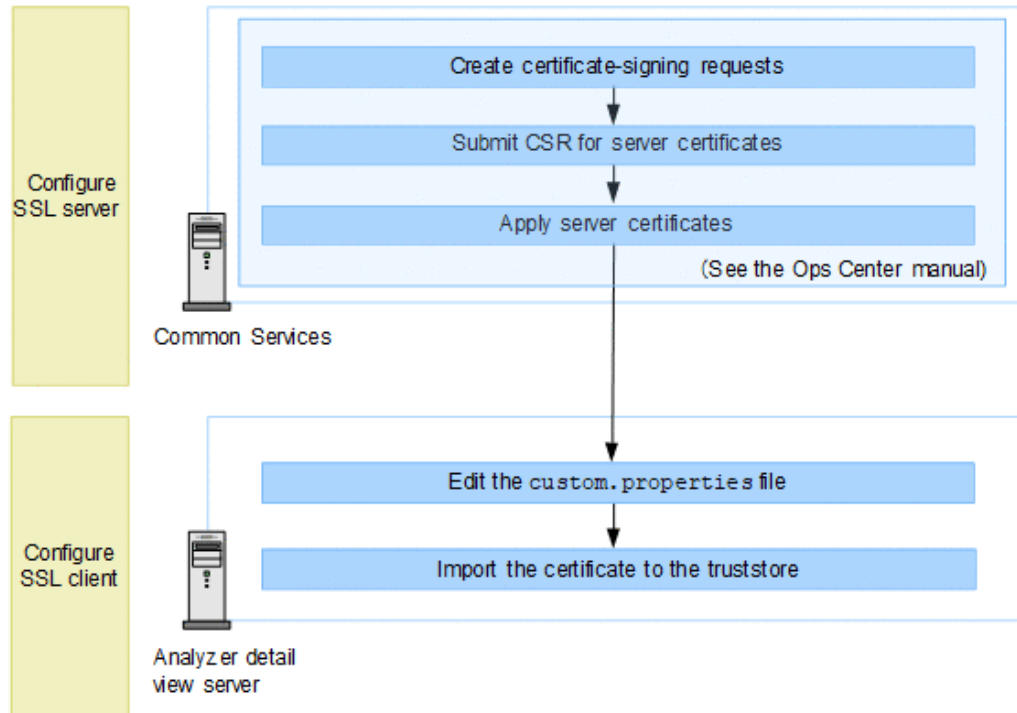 Configure
SSL server
Create certificate-signing requests
Submit CSR for server certificates
Apply server certificates
(See the Ops Center manual)
Common Services
Configure
SSL client
Edit the custom.properties file
Import the certificate to the truststore
Analyzer detail
view server